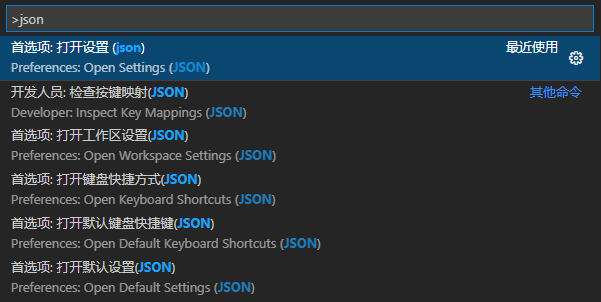 >json
首选项: 打开设置 (json) 最近使用
Preferences: Open Settings (JSON)
开发人员: 检查按键映射(JSON) 其他命令
Developer: Inspect Key Mappings (JSON)
首选项: 打开工作区设置(JSON)
Preferences: Open Workspace Settings (JSON)
首选项: 打开键盘快捷方式(JSON)
Preferences: Open Keyboard Shortcuts (JSON)
首选项: 打开默认键盘快捷键(JSON)
Preferences: Open Default Keyboard Shortcuts (JSON)
首选项: 打开默认设置(JSON)
Preferences: Open Default Settings (JSON)